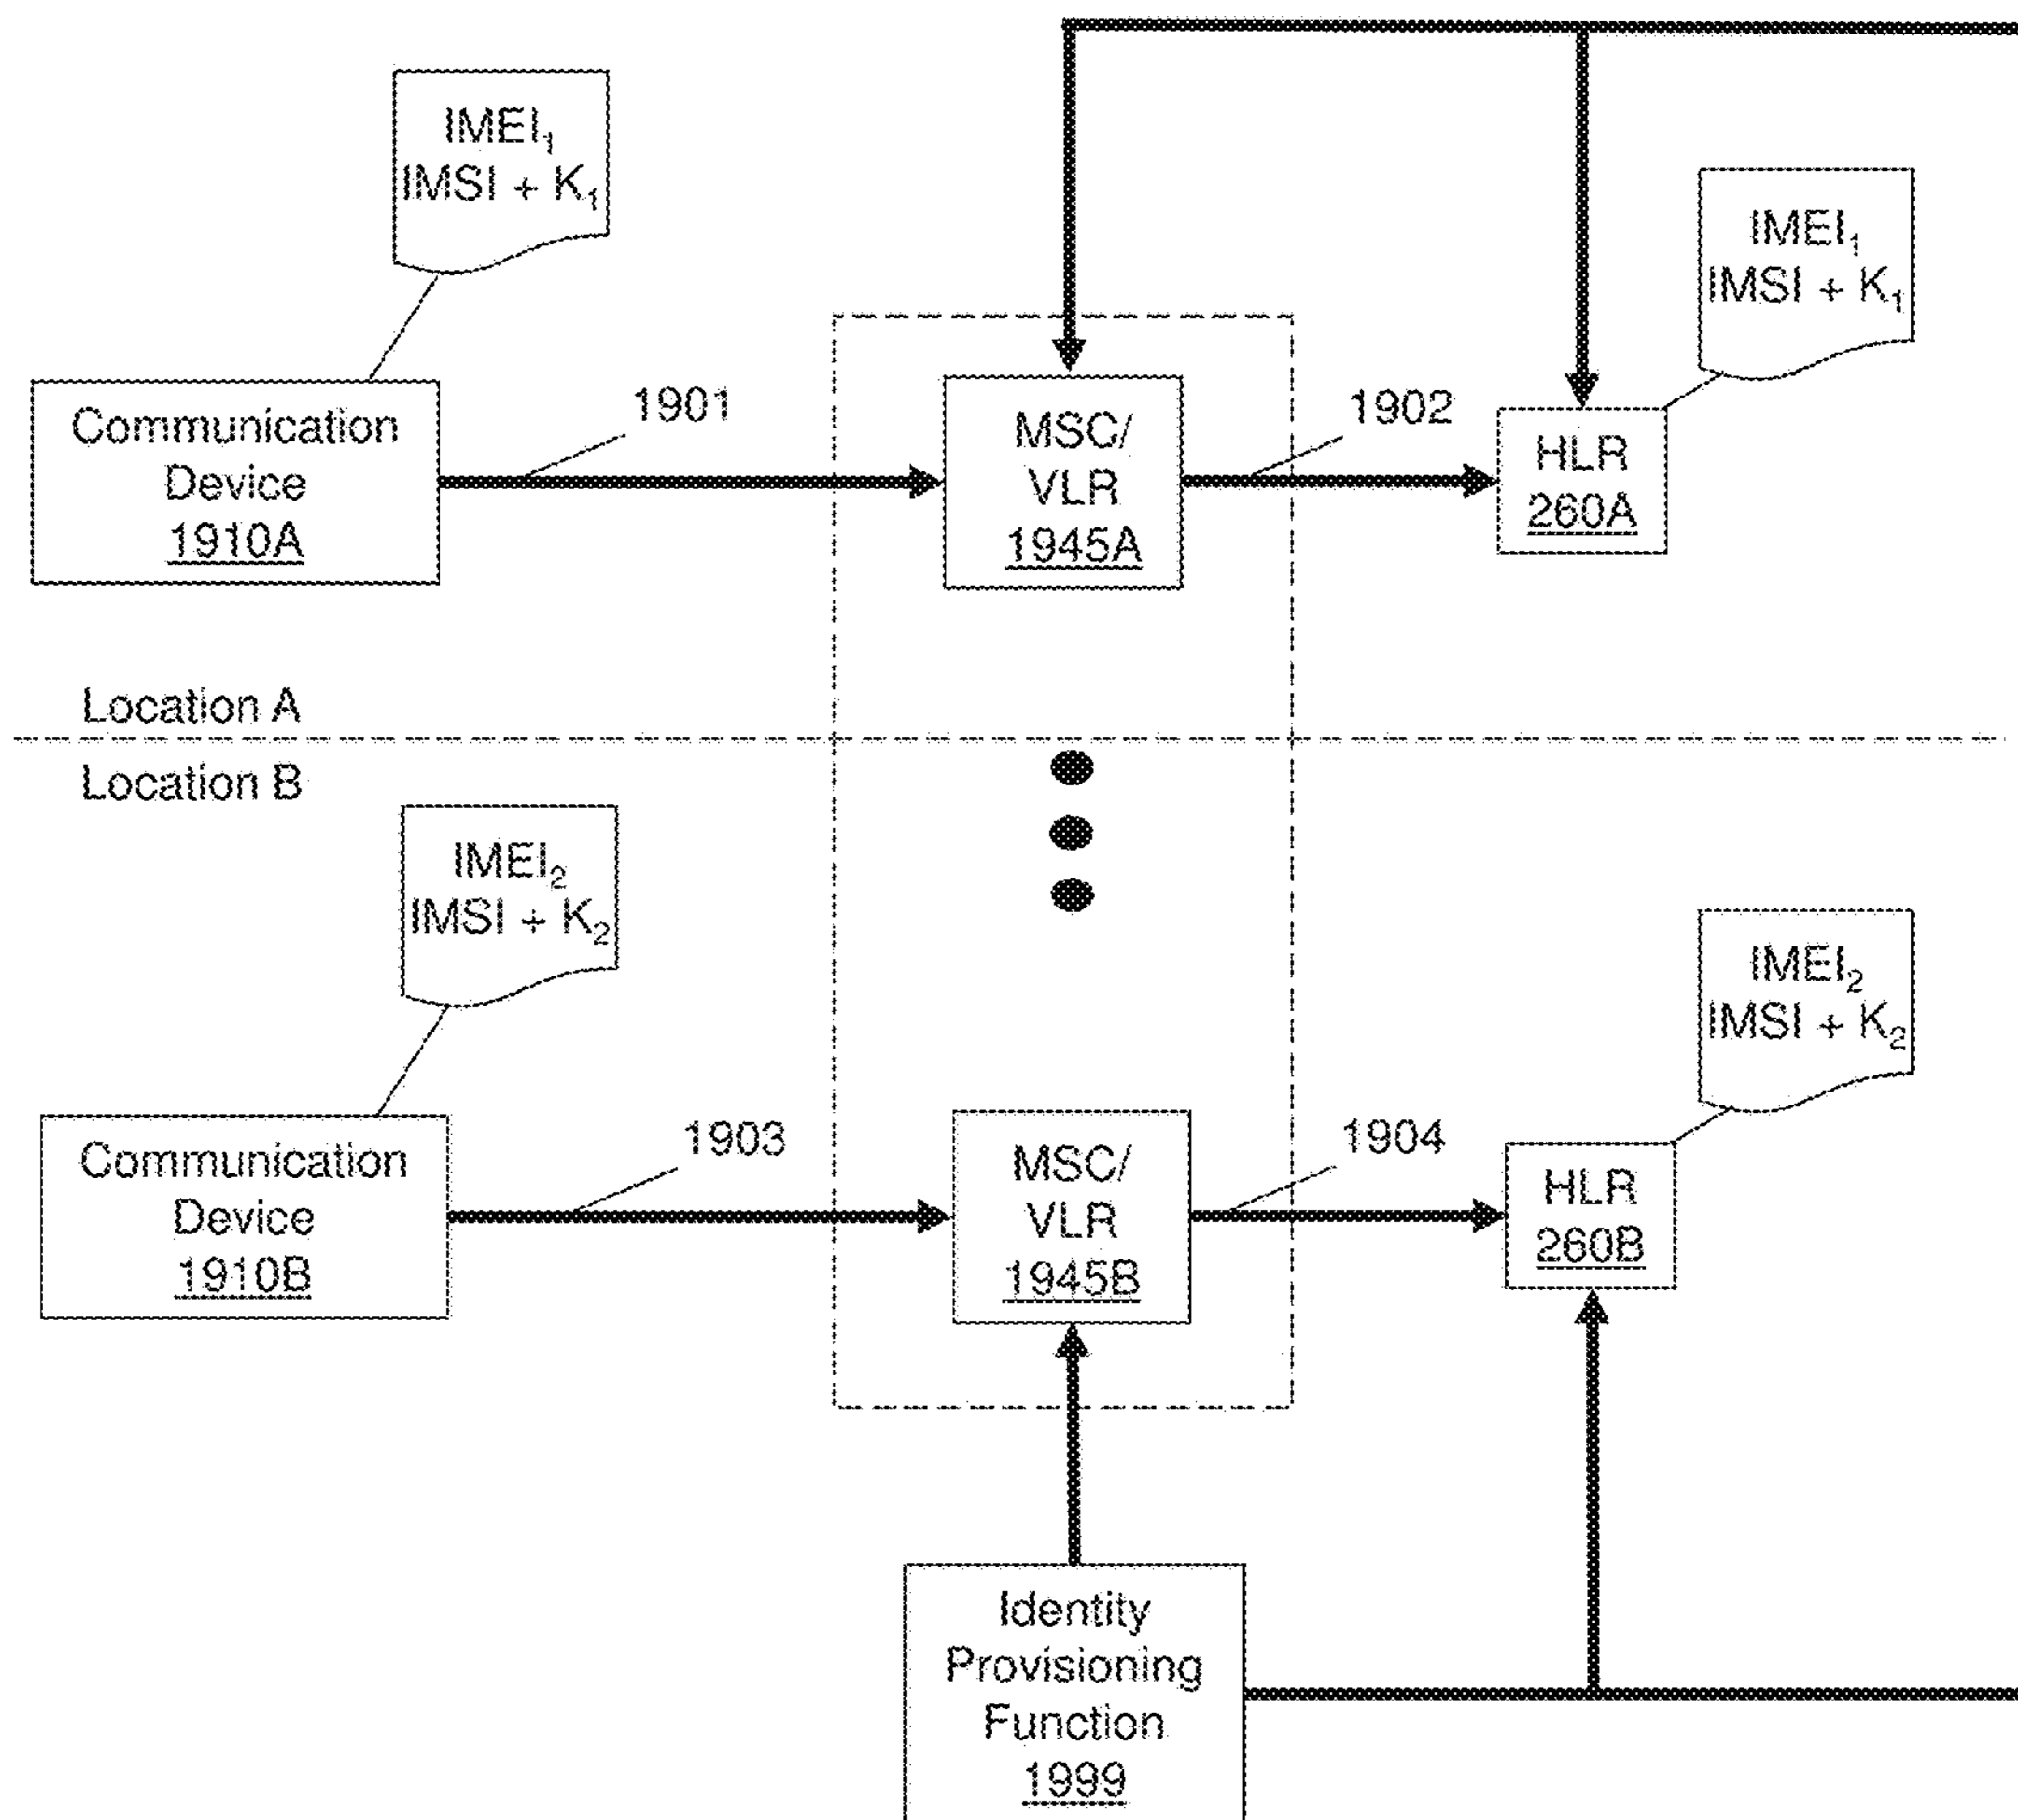 IMEI₁
IMSI + K₁
IMEI₁
IMSI + K₁
Communication
Device
1910A
1901
MSC/
VLR
1945A
1902
HLR
260A
Location A
Location B
IMEI₂
IMSI + K₂
IMEI₂
IMSI + K₂
Communication
Device
1910B
1903
MSC/
VLR
1945B
1904
HLR
260B
Identity
Provisioning
Function
1999